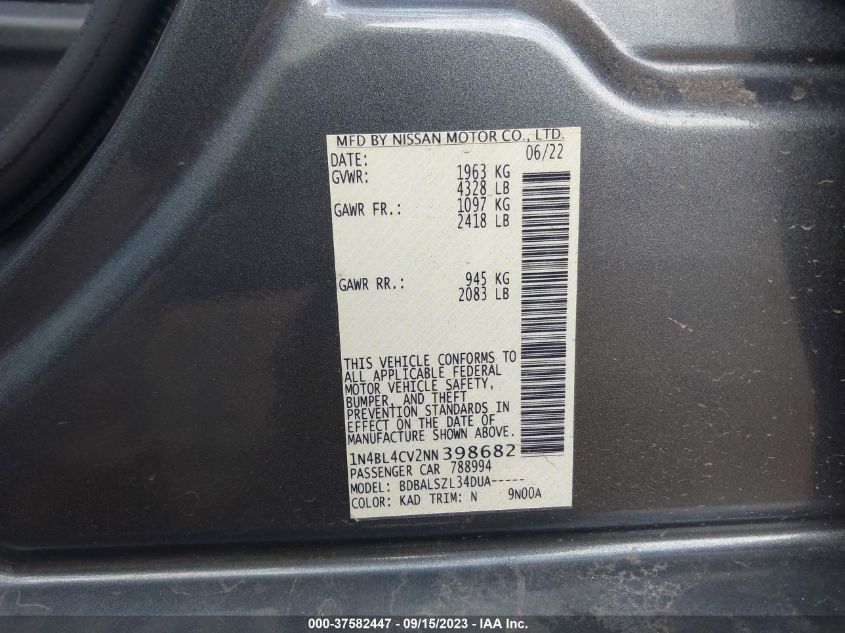 MFD BY NISSAN MOTOR CO., LTD.
DATE: 06/22
GVWR: 1963 KG
4328 LB
GAWR FR.: 1097 KG
2418 LB
GAWR RR.: 945 KG
2083 LB
THIS VEHICLE CONFORMS TO
ALL APPLICABLE FEDERAL
MOTOR VEHICLE SAFETY,
BUMPER, AND THEFT
PREVENTION STANDARDS IN
EFFECT ON THE DATE OF
MANUFACTURE SHOWN ABOVE.
1N4BL4CV2NN398682
PASSENGER CAR 788994
MODEL: BDBALSZL34DUA-----
COLOR: KAD TRIM: N 9N00A
000-37582447 - 09/15/2023 - IAA Inc.